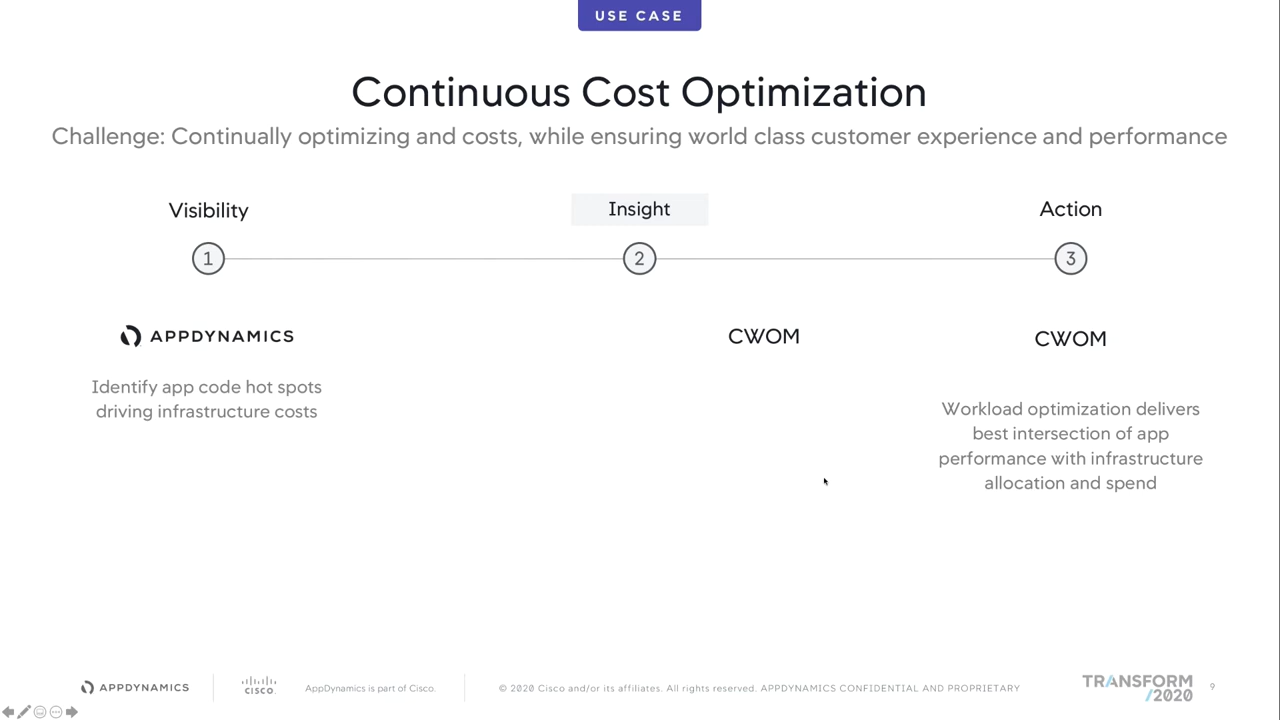 USE CASE
Continuous Cost Optimization
Challenge: Continually optimizing and costs, while ensuring world class customer experience and performance
Visibility
Insight
Action
1
2
3
APPDYNAMICS
CWOM
CWOM
Identify app code hot spots
driving infrastructure costs
Workload optimization delivers
best intersection of app
performance with infrastructure
allocation and spend
APPDYNAMICS
CISCO
AppDynamics is part of Cisco.
© 2020 Cisco and/or its affiliates. All rights reserved. APPDYNAMICS CONFIDENTIAL AND PROPRIETARY
TRANSFORM
/2020
9